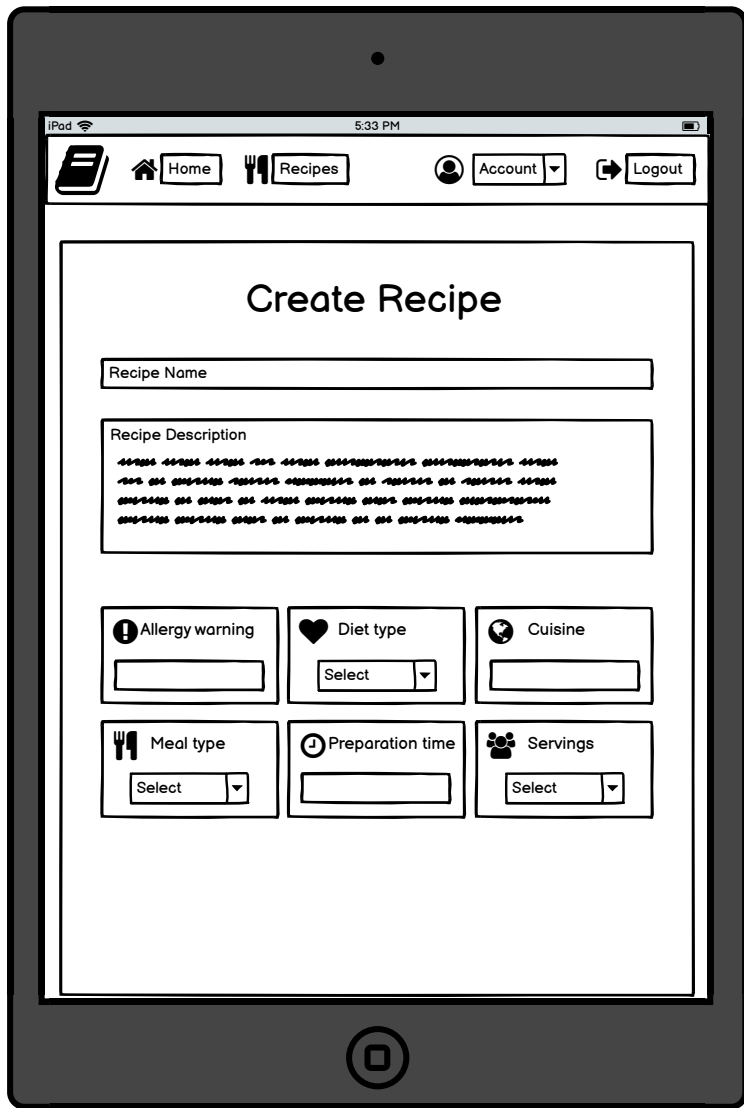 iPad 5:33 PM
Home Recipes Account Logout
Create Recipe
Recipe Name
Recipe Description
Allergy warning Diet type Cuisine
Select
Meal type Preparation time Servings
Select Select